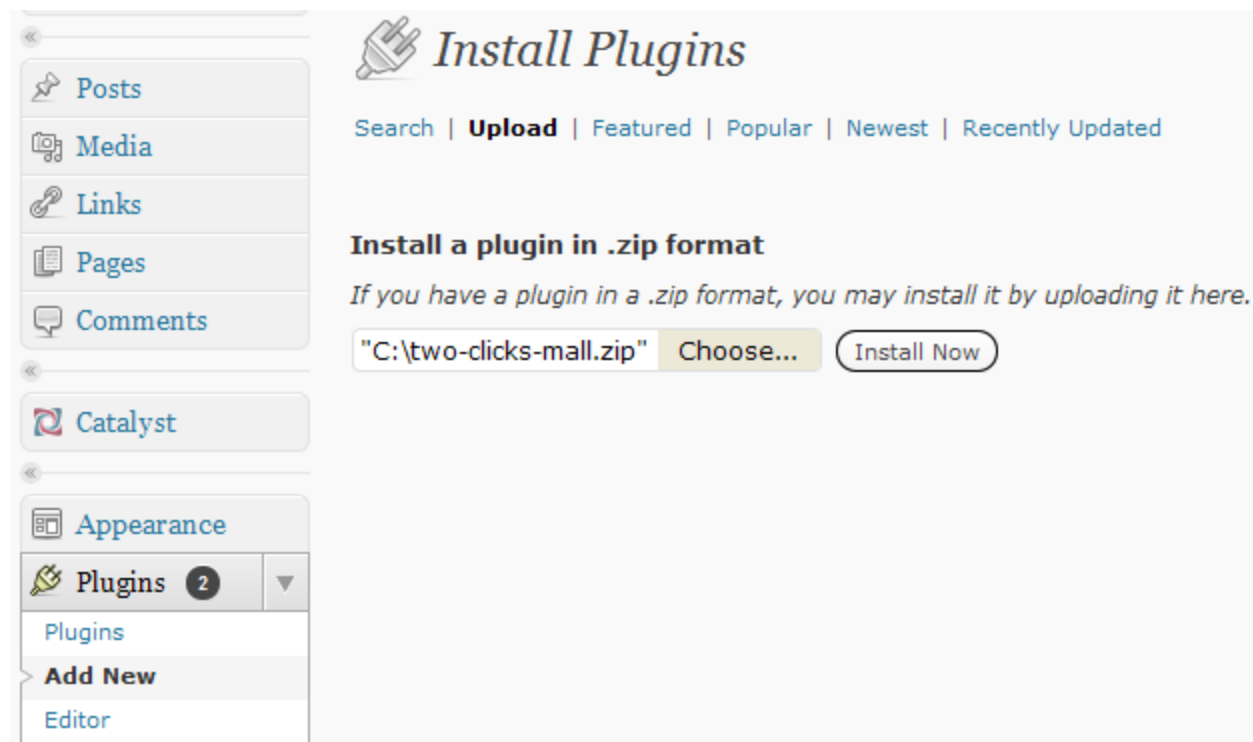 Posts
Media
Links
Pages
Comments
Catalyst
Appearance
Plugins 2
Plugins
Add New
Editor
Install Plugins
Search | Upload | Featured | Popular | Newest | Recently Updated
Install a plugin in .zip format
If you have a plugin in a .zip format, you may install it by uploading it here.
"C:\two-clicks-mall.zip" Choose... Install Now